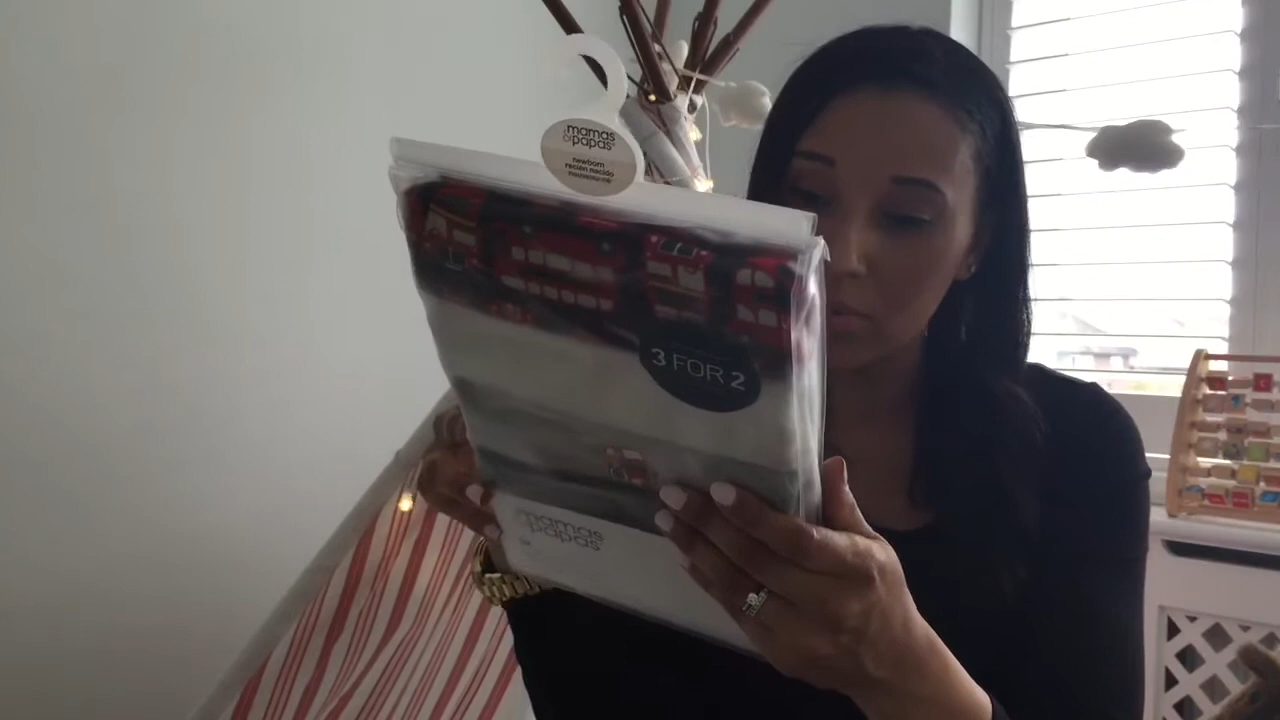 mamas
&papas
newborn
recién nacido
3 FOR 2
mamas
papas